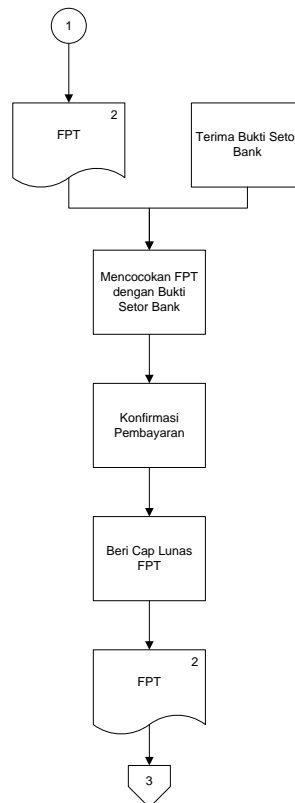 1
2
FPT
Terima Bukti Seto
Bank
Mencocokan FPT
dengan Bukti
Setor Bank
Konfirmasi
Pembayaran
Beri Cap Lunas
FPT
2
FPT
3